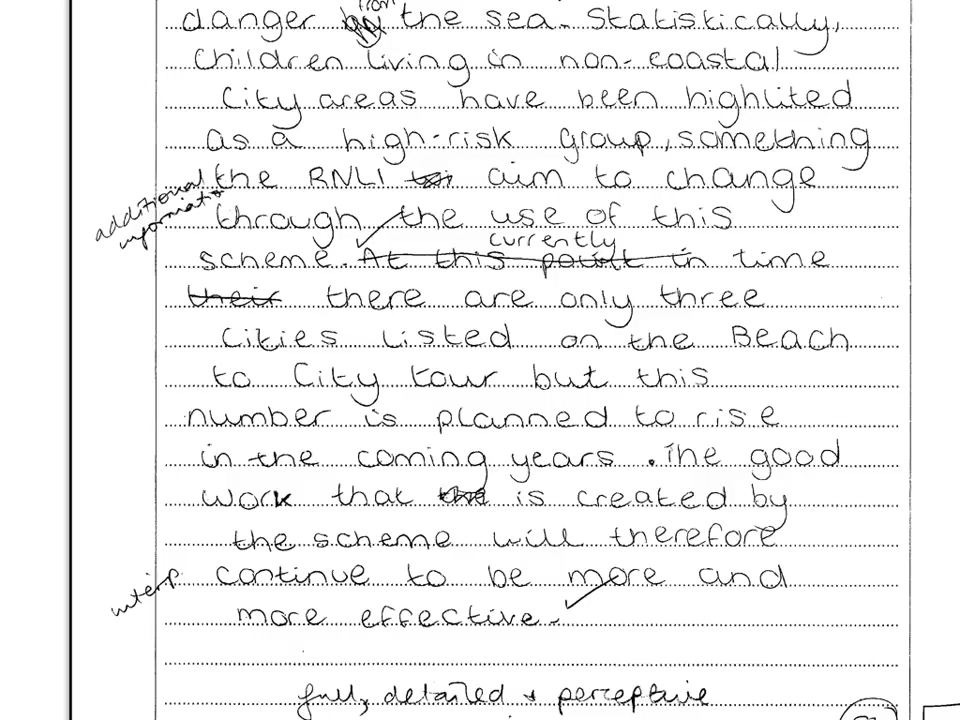 from
danger by the sea. Statistically,
children living in non-coastal
City areas have been highlited
as a high-risk group, something
the RNLI aim to change
additional information
through the use of this
currently
scheme. At this point in time
their there are only three
Cities listed on the Beach
to City tour but this
number is planned to rise
in the coming years. The good
work that the is created by
the scheme will therefore
interp continue to be more and
more effective.
full, detailed + perceptive